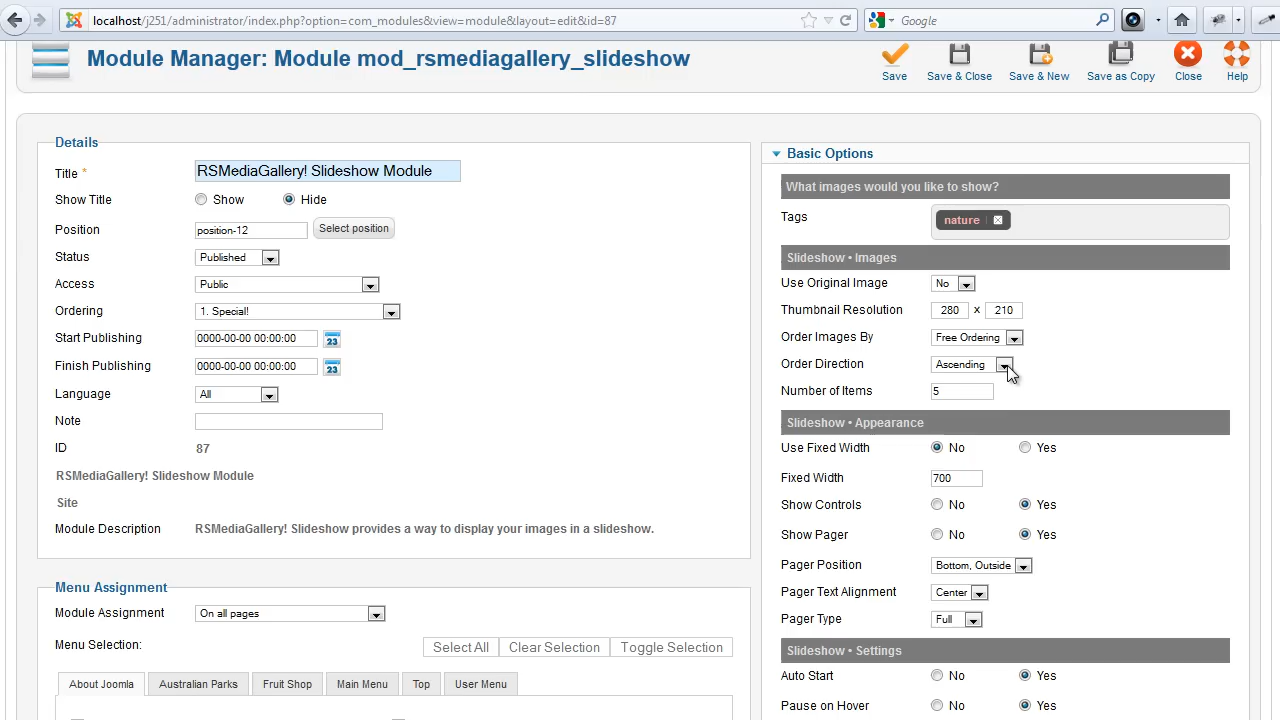 localhost/j251/administrator/index.php?option=com_modules&view=module&layout=edit&id=87
Google
Module Manager: Module mod_rsmediagallery_slideshow
Save
Save & Close
Save & New
Save as Copy
Close
Help
Details
Title *
RSMediaGallery! Slideshow Module
Show Title
Show
Hide
Position
position-12
Select position
Status
Published
Access
Public
Ordering
1. Special!
Start Publishing
0000-00-00 00:00:00
23
Finish Publishing
0000-00-00 00:00:00
23
Language
All
Note
ID
87
RSMediaGallery! Slideshow Module
Site
Module Description
RSMediaGallery! Slideshow provides a way to display your images in a slideshow.
Menu Assignment
Module Assignment
On all pages
Menu Selection:
Select All
Clear Selection
Toggle Selection
About Joomla
Australian Parks
Fruit Shop
Main Menu
Top
User Menu
Basic Options
What images would you like to show?
Tags
nature
x
Slideshow • Images
Use Original Image
No
Thumbnail Resolution
280 x 210
Order Images By
Free Ordering
Order Direction
Ascending
Number of Items
5
Slideshow • Appearance
Use Fixed Width
No
Yes
Fixed Width
700
Show Controls
No
Yes
Show Pager
No
Yes
Pager Position
Bottom, Outside
Pager Text Alignment
Center
Pager Type
Full
Slideshow • Settings
Auto Start
No
Yes
Pause on Hover
No
Yes